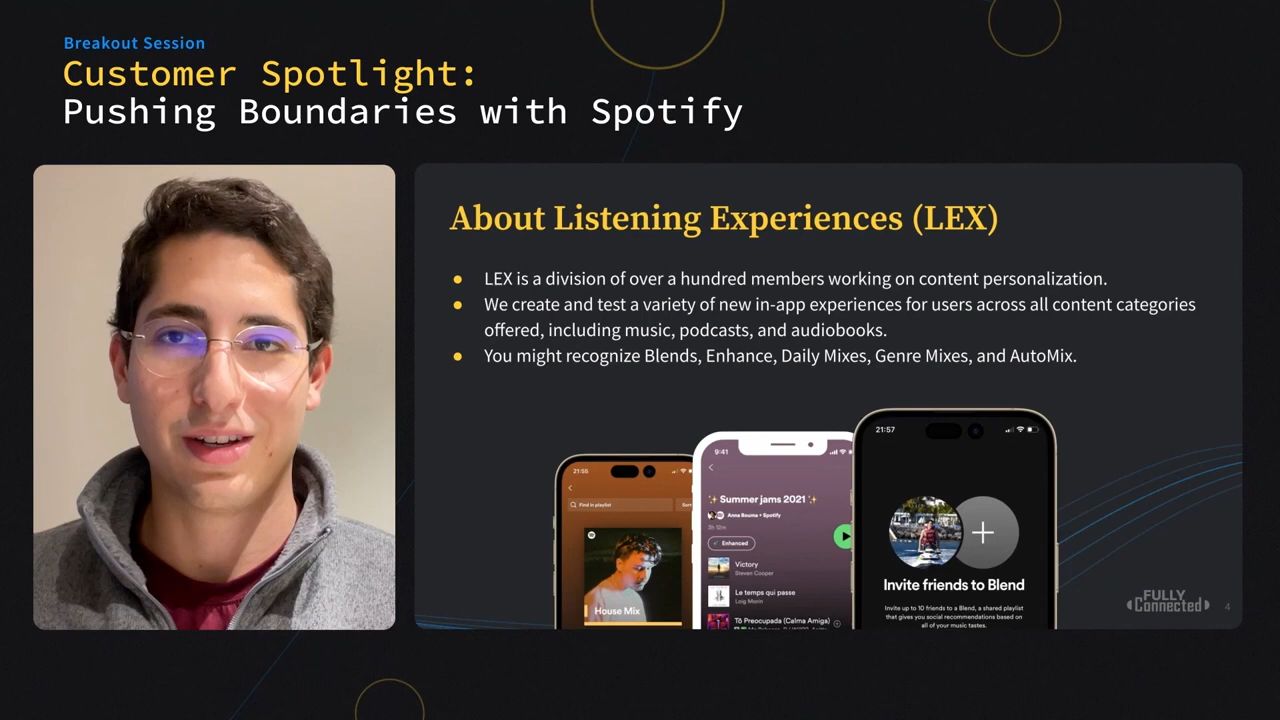 Breakout Session
Customer Spotlight:
Pushing Boundaries with Spotify
About Listening Experiences (LEX)
● LEX is a division of over a hundred members working on content personalization.
● We create and test a variety of new in-app experiences for users across all content categories
offered, including music, podcasts, and audiobooks.
● You might recognize Blends, Enhance, Daily Mixes, Genre Mixes, and AutoMix.
21:55
Find in playlist
Sort
House Mix
9:41
✨ Summer jams 2021 ✨
Anna Bouma + Spotify
3h 12m
Enhanced
Victory
Steven Cooper
Le temps qui passe
Leig Morin
Tô Preocupada (Calma Amiga)
21:57
Invite friends to Blend
Invite up to 10 friends to a Blend, a shared playlist
that gives you social recommendations based on
all of your music tastes.
FULLY
Connected
4